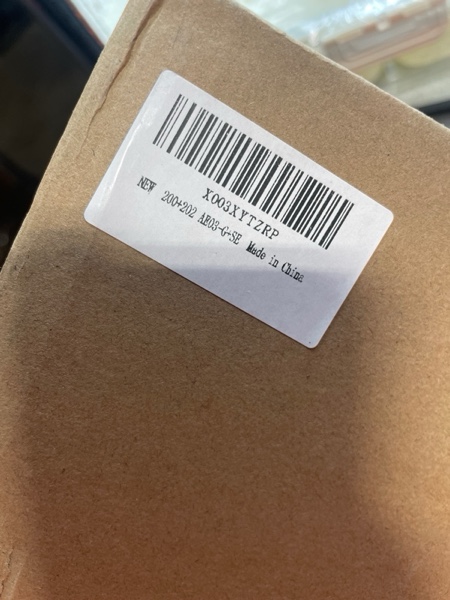 X003XYTZRP
NEW 200+202 AE03-G+SE Made in China